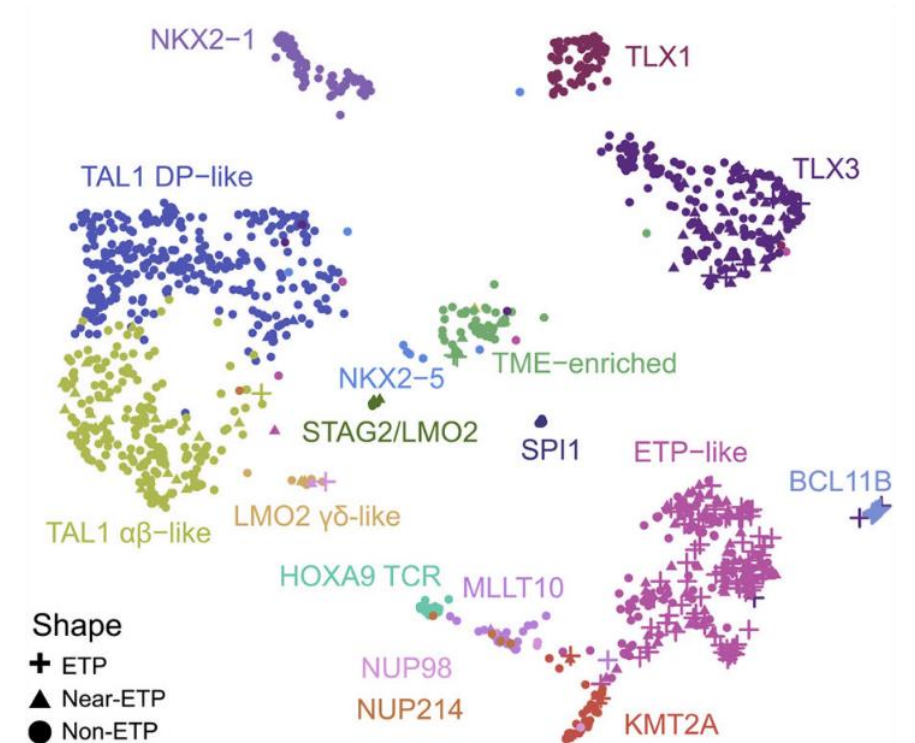 NKX2−1
TLX1
TLX3
TAL1 DP−like
TME−enriched
NKX2−5
STAG2/LMO2
SPI1
ETP−like
BCL11B
LMO2 γδ−like
TAL1 αβ−like
HOXA9 TCR
MLLT10
NUP98
NUP214
KMT2A
Shape
ETP
Near-ETP
Non-ETP